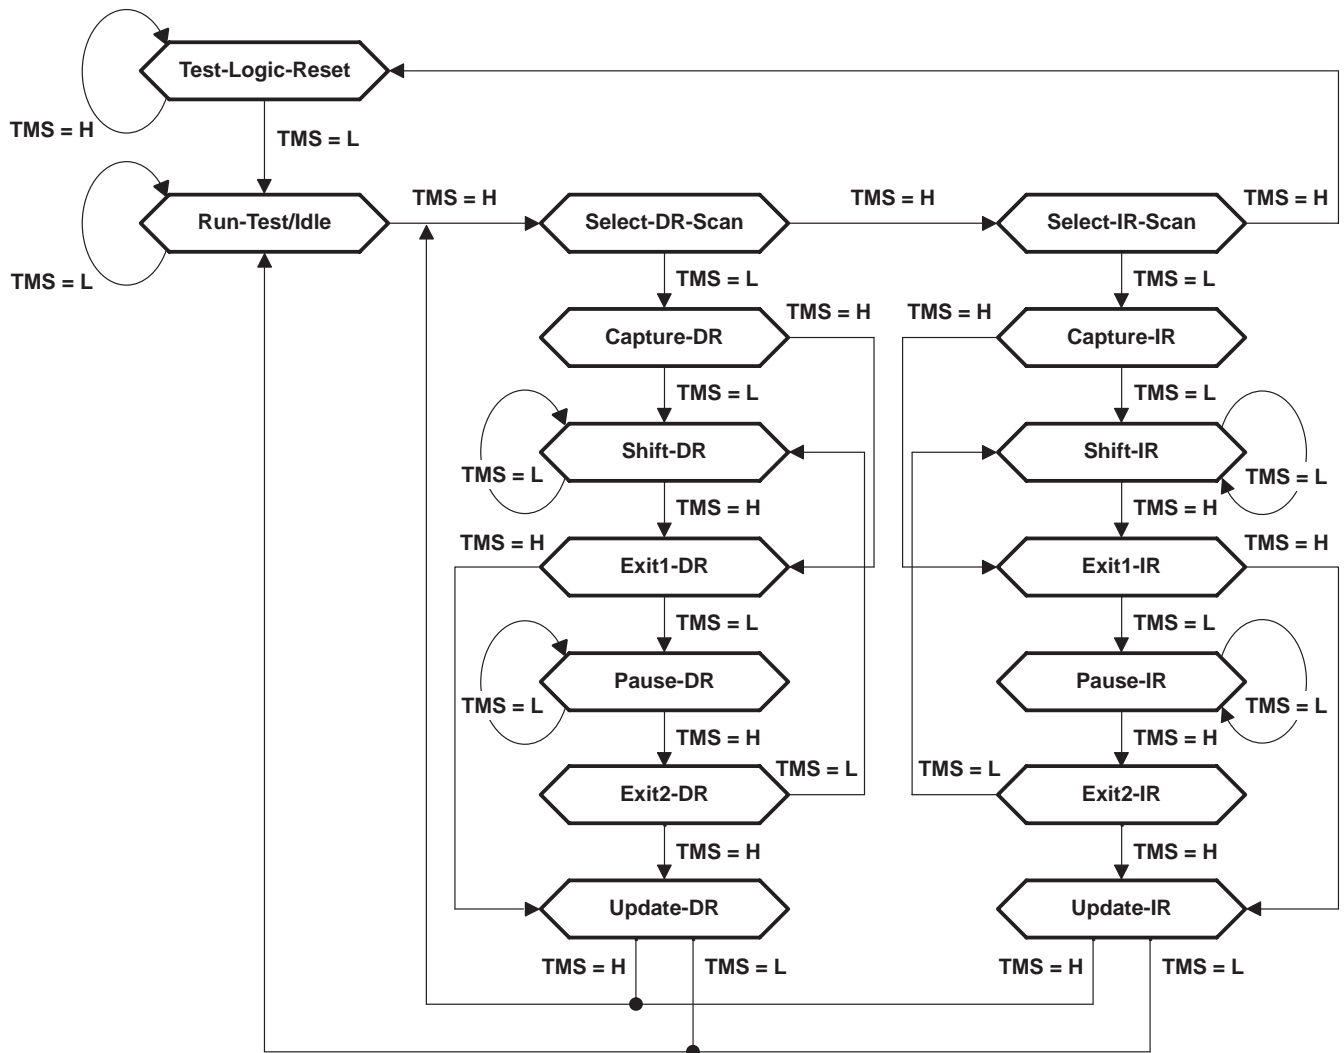 Test-Logic-Reset
TMS = H
TMS = L
Run-Test/Idle
TMS = H
Select-DR-Scan
TMS = H
Select-IR-Scan
TMS = H
TMS = L
TMS = L
TMS = L
TMS = H
TMS = H
Capture-DR
Capture-IR
TMS = L
TMS = L
Shift-DR
Shift-IR
TMS = L
TMS = L
TMS = H
TMS = H
TMS = H
TMS = H
Exit1-DR
Exit1-IR
TMS = L
TMS = L
Pause-DR
Pause-IR
TMS = L
TMS = L
TMS = H
TMS = H
TMS = L
TMS = L
Exit2-DR
Exit2-IR
TMS = H
TMS = H
Update-DR
Update-IR
TMS = H
TMS = L
TMS = H
TMS = L